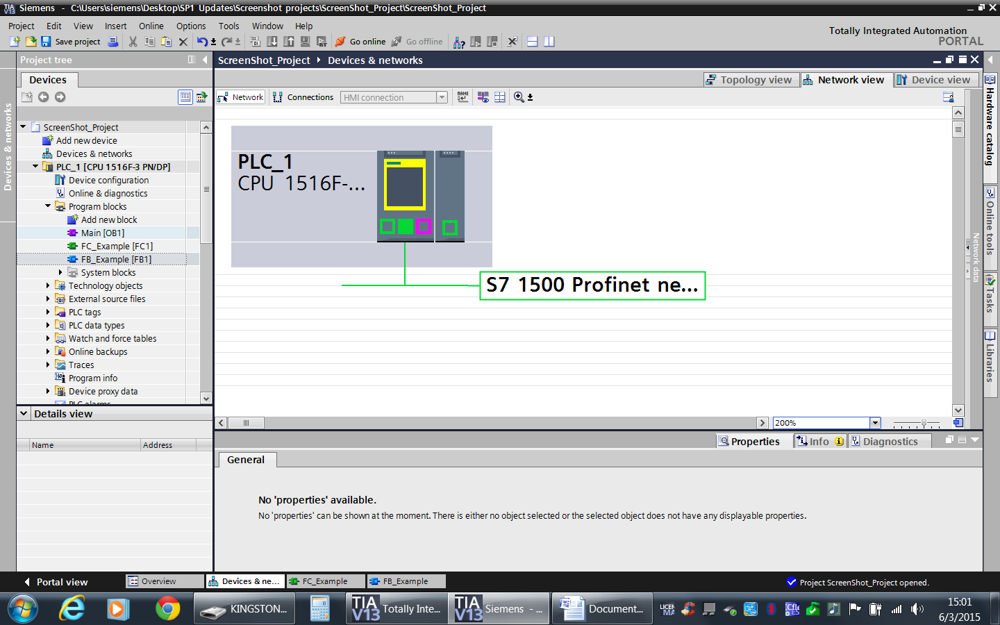 Siemens - C:\Users\siemens\Desktop\SP1 Updates\Screenshot projects\ScreenShot_Project\ScreenShot_Project
Project Edit View Insert Online Options Tools Window Help
Totally Integrated Automation
PORTAL
Save project
Go online
Go offline
Project tree
ScreenShot_Project
Devices & networks
Devices
Topology view
Network view
Device view
Network
Connections
HMI connection
Devices & networks
ScreenShot_Project
Add new device
Devices & networks
PLC_1 [CPU 1516F-3 PN/DP]
Device configuration
Online & diagnostics
Program blocks
Add new block
Main [OB1]
FC_Example [FC1]
FB_Example [FB1]
System blocks
Technology objects
External source files
PLC tags
PLC data types
Watch and force tables
Online backups
Traces
Program info
Device proxy data
PLC alarms
PLC_1
CPU 1516F-...
S7 1500 Profinet ne...
Network data
Hardware catalog
Online tools
Tasks
Libraries
200%
Details view
Name
Address
Properties
Info
Diagnostics
General
No 'properties' available.
No 'properties' can be shown at the moment. There is either no object selected or the selected object does not have any displayable properties.
Portal view
Overview
Devices & ne...
FC_Example
FB_Example
Project ScreenShot_Project opened.
KINGSTON...
TIA V13
Totally Inte...
TIA V13
Siemens - ...
Document...
15:01
6/3/2015